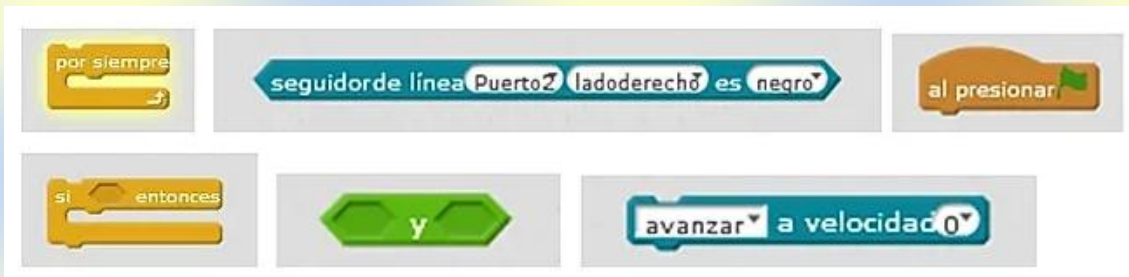 por siempre
seguidorde línea Puerto2 ladoderecho es negro
al presionar
si entonces
y
avanzar a velocidad 0